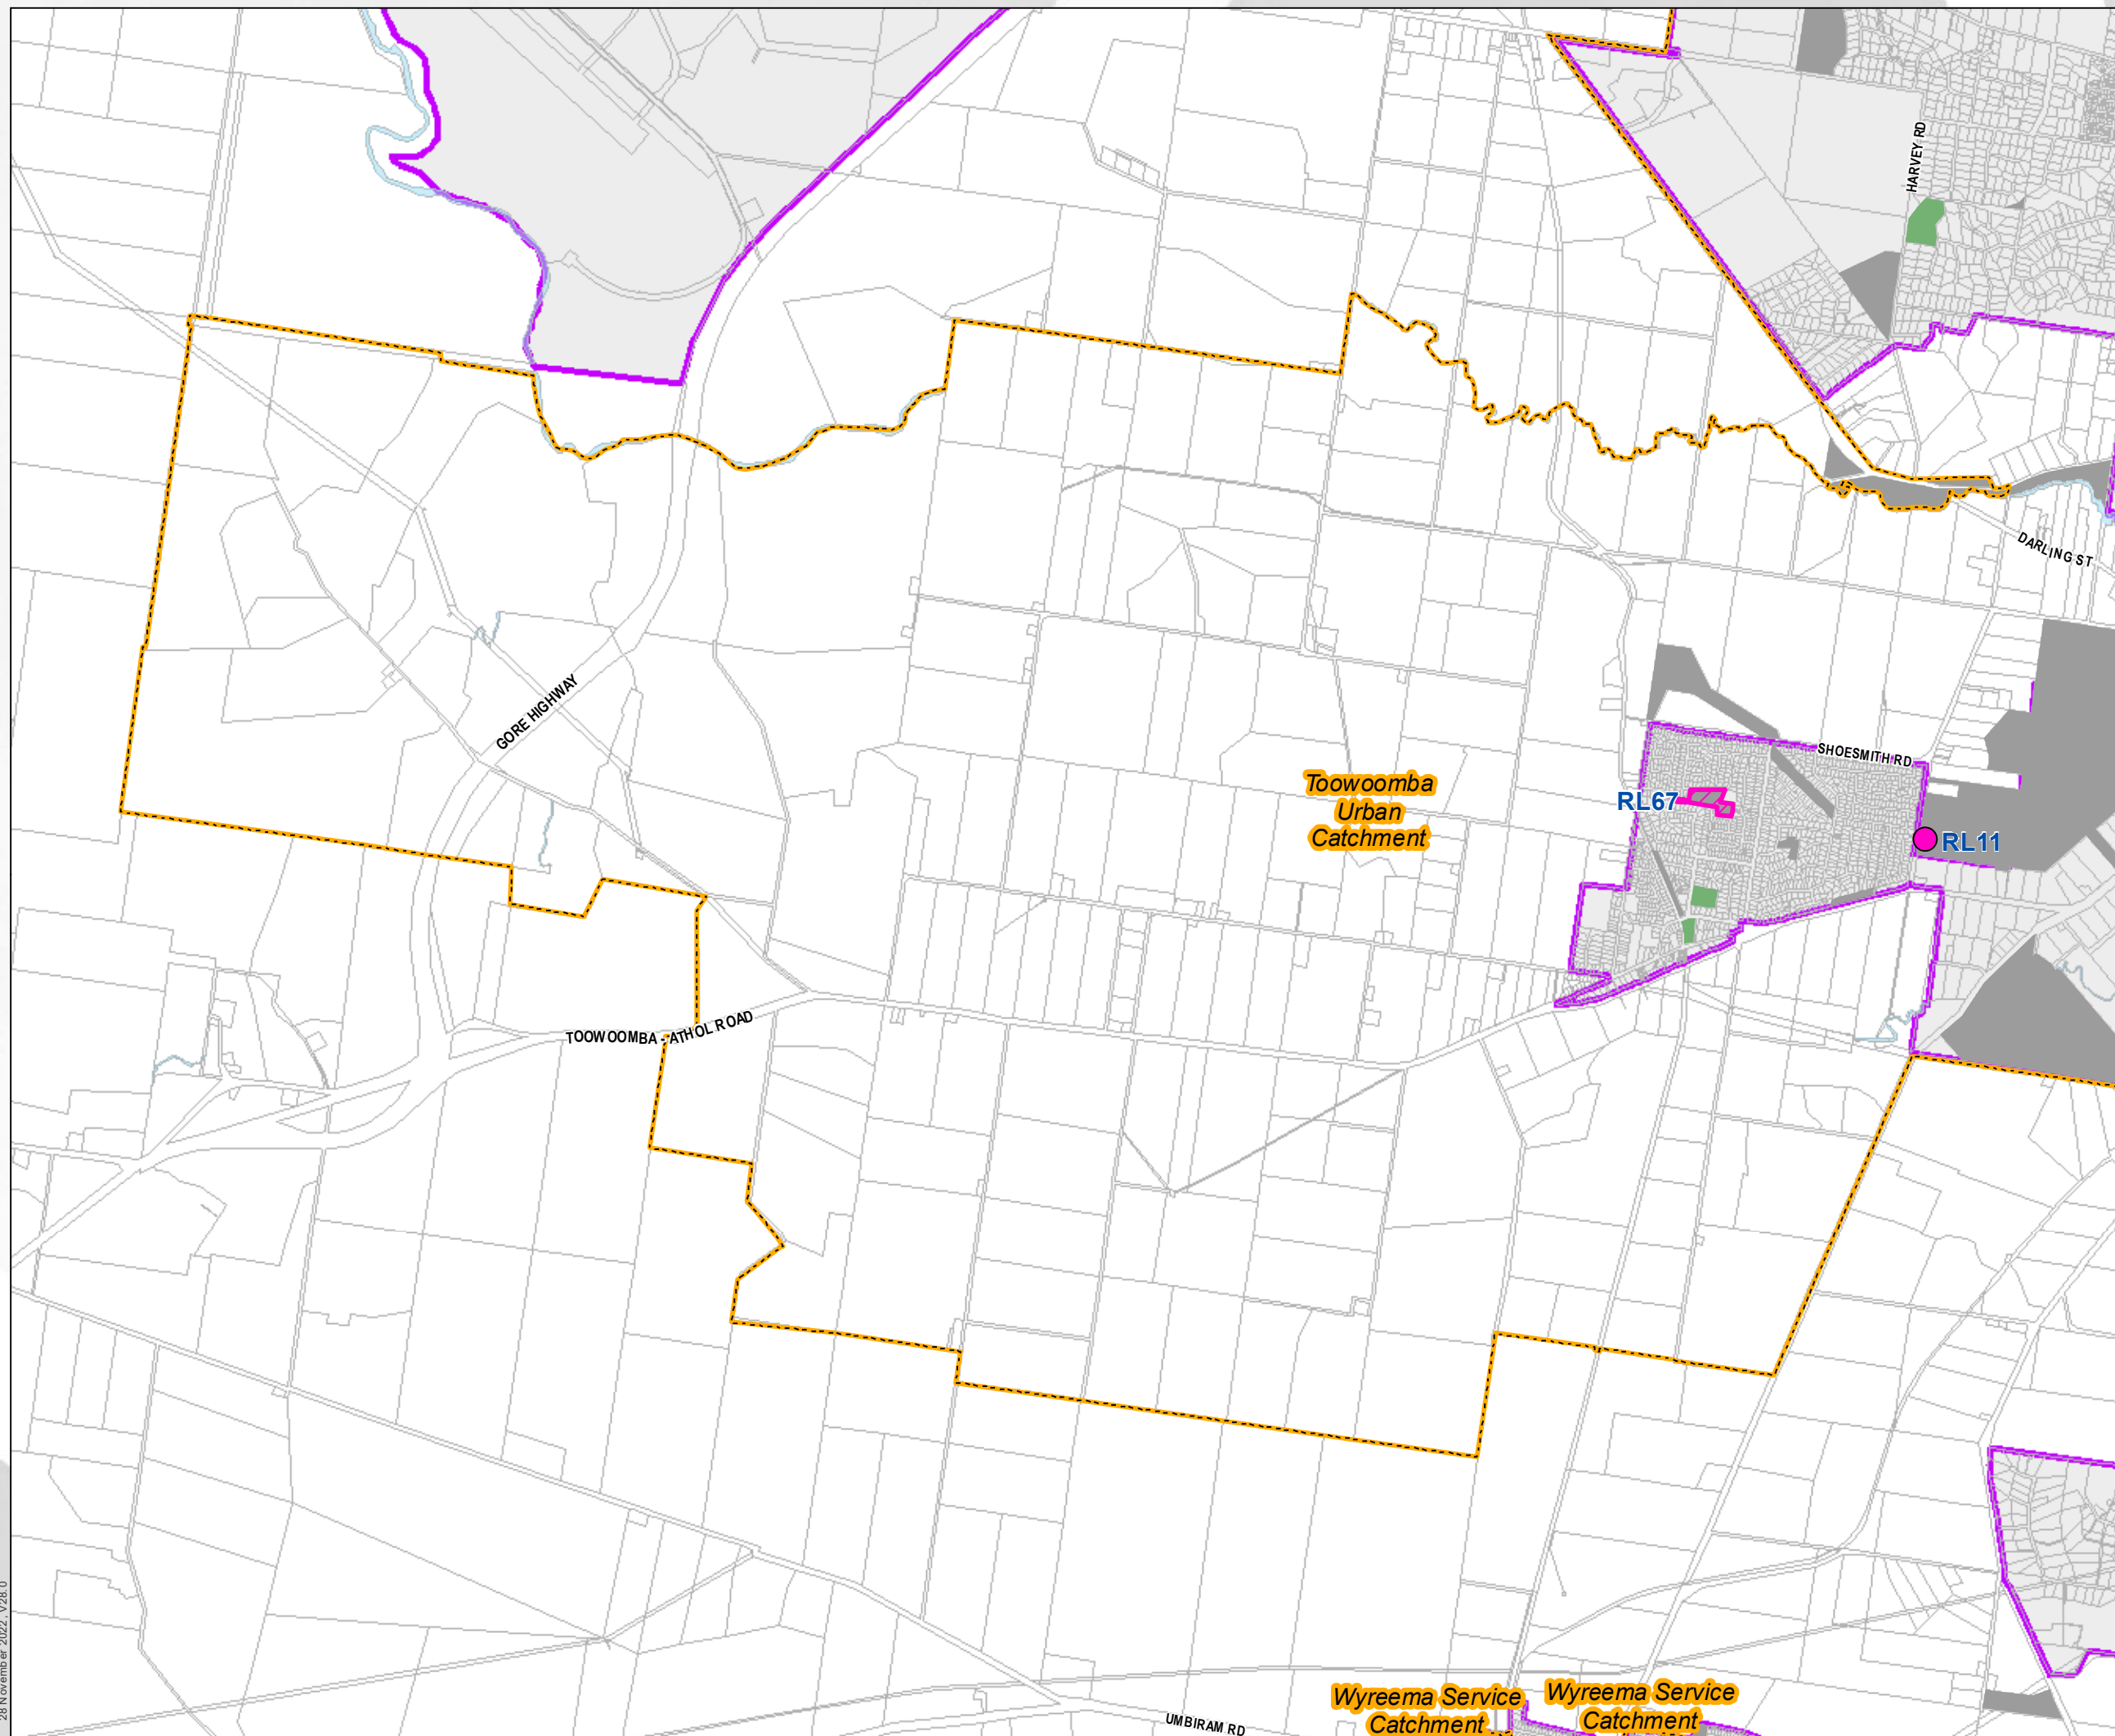 HARVEY RD
DARLING ST
GORE HIGHWAY
SHOESMITH RD
Toowoomba
Urban
Catchment
RL67
RL11
TOOWOOMBA - ATHOL ROAD
Wyreema Service
Catchment
Wyreema Service
Catchment
UMBIRAM RD
28 November 2022, V28.0